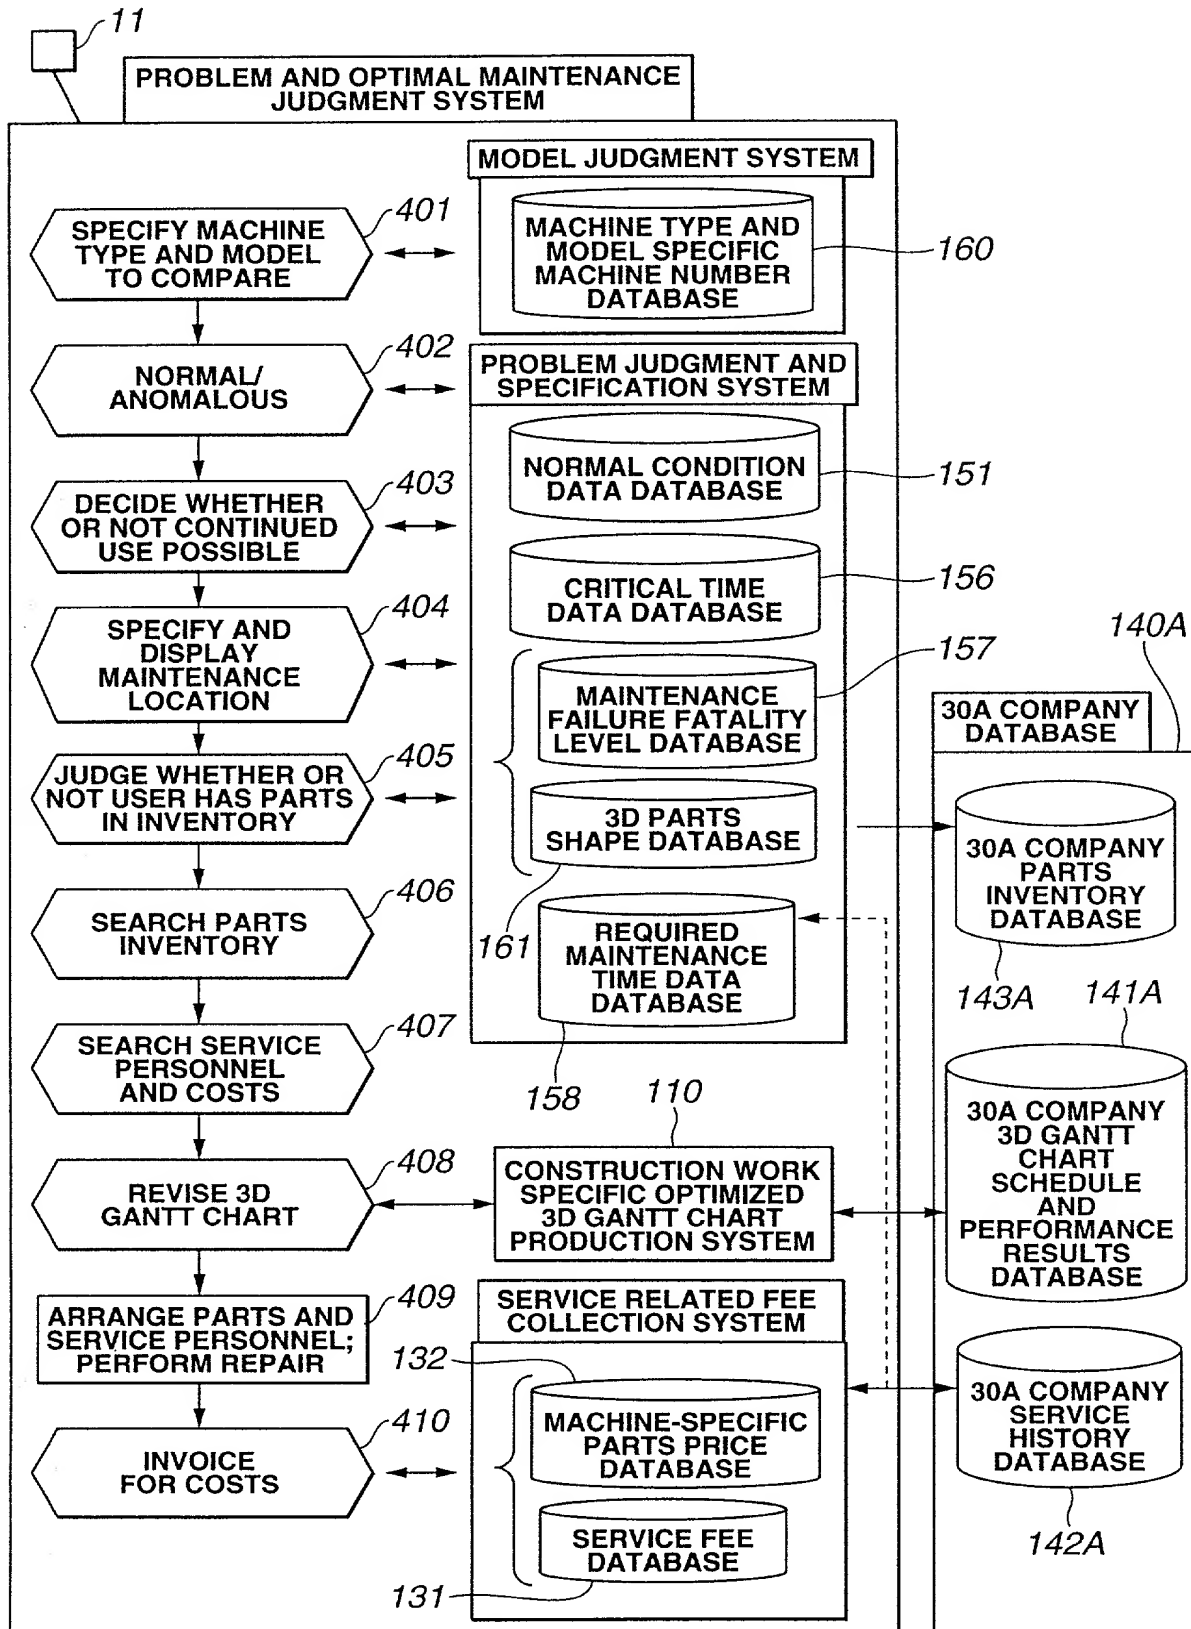 11
PROBLEM AND OPTIMAL MAINTENANCE
JUDGMENT SYSTEM
MODEL JUDGMENT SYSTEM
SPECIFY MACHINE
TYPE AND MODEL
TO COMPARE
401
MACHINE TYPE AND
MODEL SPECIFIC
MACHINE NUMBER
DATABASE
160
NORMAL/
ANOMALOUS
402
PROBLEM JUDGMENT AND
SPECIFICATION SYSTEM
NORMAL CONDITION
DATA DATABASE
151
DECIDE WHETHER
OR NOT CONTINUED
USE POSSIBLE
403
CRITICAL TIME
DATA DATABASE
156
SPECIFY AND
DISPLAY
MAINTENANCE
LOCATION
404
MAINTENANCE
FAILURE FATALITY
LEVEL DATABASE
157
JUDGE WHETHER OR
NOT USER HAS PARTS
IN INVENTORY
405
3D PARTS
SHAPE DATABASE
161
SEARCH PARTS
INVENTORY
406
REQUIRED
MAINTENANCE
TIME DATA
DATABASE
158
SEARCH SERVICE
PERSONNEL
AND COSTS
407
REVISE 3D
GANTT CHART
408
110
CONSTRUCTION WORK
SPECIFIC OPTIMIZED
3D GANTT CHART
PRODUCTION SYSTEM
ARRANGE PARTS AND
SERVICE PERSONNEL;
PERFORM REPAIR
409
SERVICE RELATED FEE
COLLECTION SYSTEM
132
MACHINE-SPECIFIC
PARTS PRICE
DATABASE
INVOICE
FOR COSTS
410
SERVICE FEE
DATABASE
131
140A
30A COMPANY
DATABASE
30A COMPANY
PARTS
INVENTORY
DATABASE
143A
141A
30A COMPANY
3D GANTT
CHART
SCHEDULE
AND
PERFORMANCE
RESULTS
DATABASE
30A COMPANY
SERVICE
HISTORY
DATABASE
142A